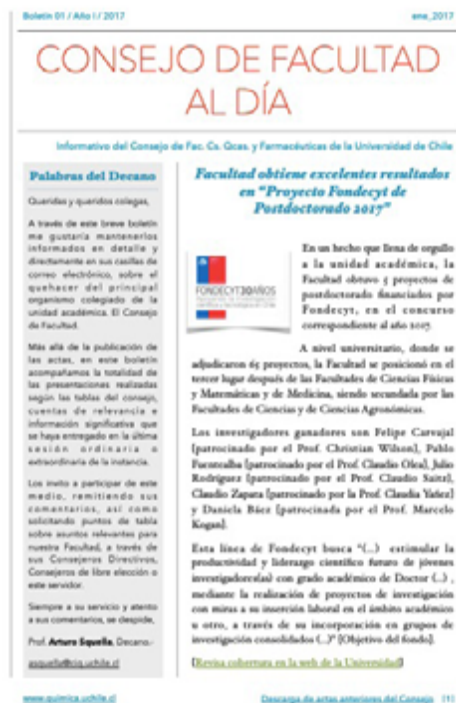 Boletín 01 / Año I / 2017
ene_2017
CONSEJO DE FACULTAD
AL DÍA
Informativo del Consejo de Fac. Cs. Qcas. y Farmacéuticas de la Universidad de Chile
Palabras del Decano
Queridas y queridos colegas,
A través de este breve boletín
me gustaría mantenerlos
informados en detalle y
directamente en sus casillas de
correo electrónico, sobre el
quehacer del principal
organismo colegiado de la
unidad académica. El Consejo
de Facultad.
Más allá de la publicación de
las actas, en este boletín
acompañamos la totalidad de
las presentaciones realizadas
según las tablas del consejo,
cuentas de relevancia e
información significativa que
se haya entregado en la última
sesión ordinaria o
extraordinaria de la instancia.
Los invito a participar de este
medio, remitiendo sus
comentarios, así como
solicitando puntos de tabla
sobre asuntos relevantes para
nuestra Facultad, a través de
sus Consejeros Directivos,
Consejeros de libre elección o
este servidor.
Siempre a su servicio y atento
a sus comentarios, se despide,
Prof. Arturo Squella, Decano.-
asquella@ciq.uchile.cl
Facultad obtiene excelentes resultados
en “Proyecto Fondecyt de
Postdoctorado 2017”
FONDECYT30AÑOS
En un hecho que llena de orgullo
a la unidad académica, la
Facultad obtuvo 5 proyectos de
postdoctorado financiados por
Fondecyt, en el concurso
correspondiente al año 2017.
A nivel universitario, donde se
adjudicaron 65 proyectos, la Facultad se posicionó en el
tercer lugar después de las Facultades de Ciencias Físicas
y Matemáticas y de Medicina, siendo secundada por las
Facultades de Ciencias y de Ciencias Agronómicas.
Los investigadores ganadores son Felipe Carvajal
[patrocinado por el Prof. Christian Wilson], Pablo
Fuentealba [patrocinado por el Prof. Claudio Olea], Julio
Rodríguez [patrocinado por el Prof. Claudio Saitz],
Claudio Zapata [patrocinado por la Prof. Claudia Yañez]
y Daniela Báez [patrocinada por el Prof. Marcelo
Kogan].
Esta línea de Fondecyt busca “(...) estimular la
productividad y liderazgo científico futuro de jóvenes
investigadores(as) con grado académico de Doctor (...) ,
mediante la realización de proyectos de investigación
con miras a su inserción laboral en el ámbito académico
u otro, a través de su incorporación en grupos de
investigación consolidados (...)” [Objetivo del fondo].
[Revisa cobertura en la web de la Universidad]
www.quimica.uchile.cl
Descarga de actas anteriores del Consejo [1]